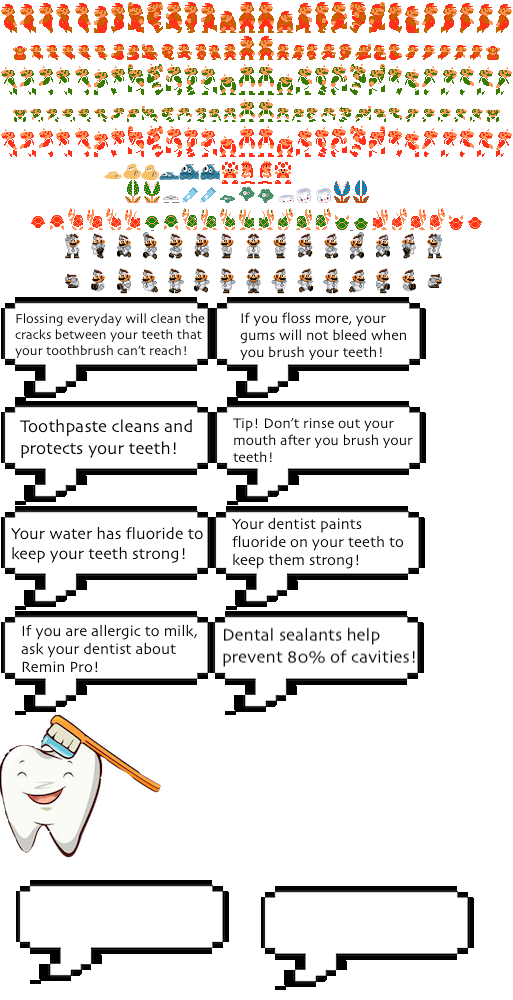 Flossing everyday will clean the
cracks between your teeth that
your toothbrush can't reach!
If you floss more, your
gums will not bleed when
you brush your teeth!
Toothpaste cleans and
protects your teeth!
Tip! Don't rinse out your
mouth after you brush your
teeth!
Your water has fluoride to
keep your teeth strong!
Your dentist paints
fluoride on your teeth to
keep them strong!
If you are allergic to milk,
ask your dentist about
Remin Pro!
Dental sealants help
prevent 80% of cavities!